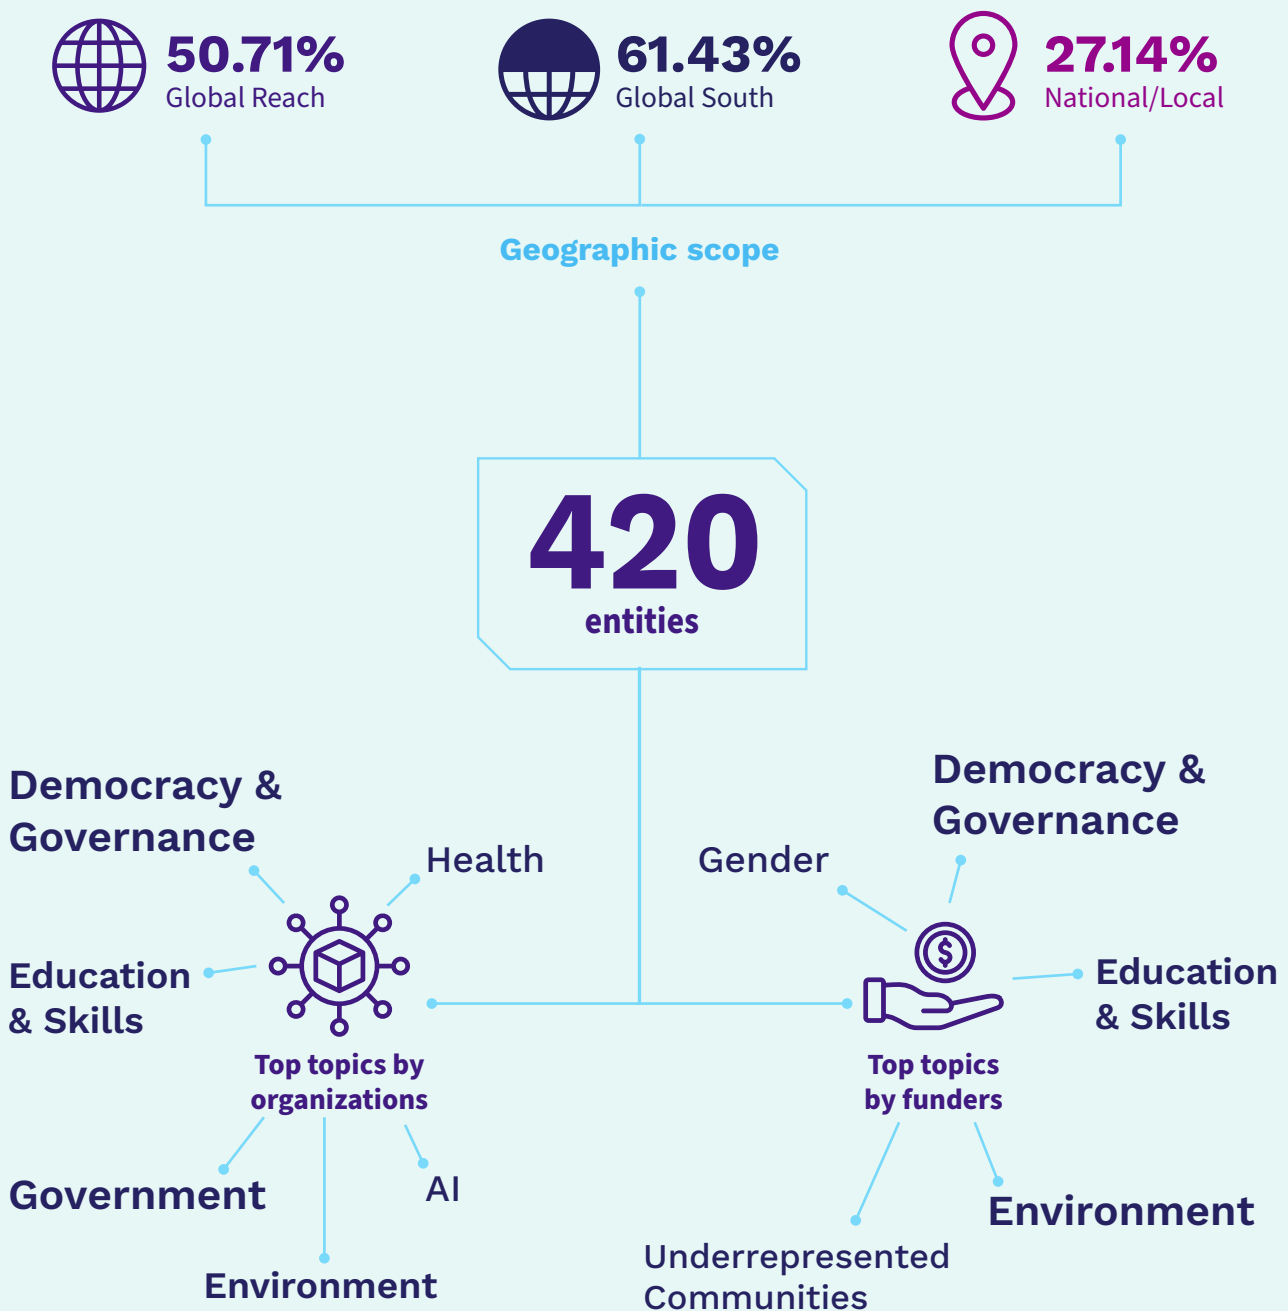 50.71%
Global Reach
61.43%
Global South
27.14%
National/Local
Geographic scope
420
entities
Democracy &
Governance
Health
Education
& Skills
Top topics by
organizations
Government
AI
Environment
Gender
Democracy &
Governance
Education
& Skills
Top topics
by funders
Environment
Underrepresented
Communities